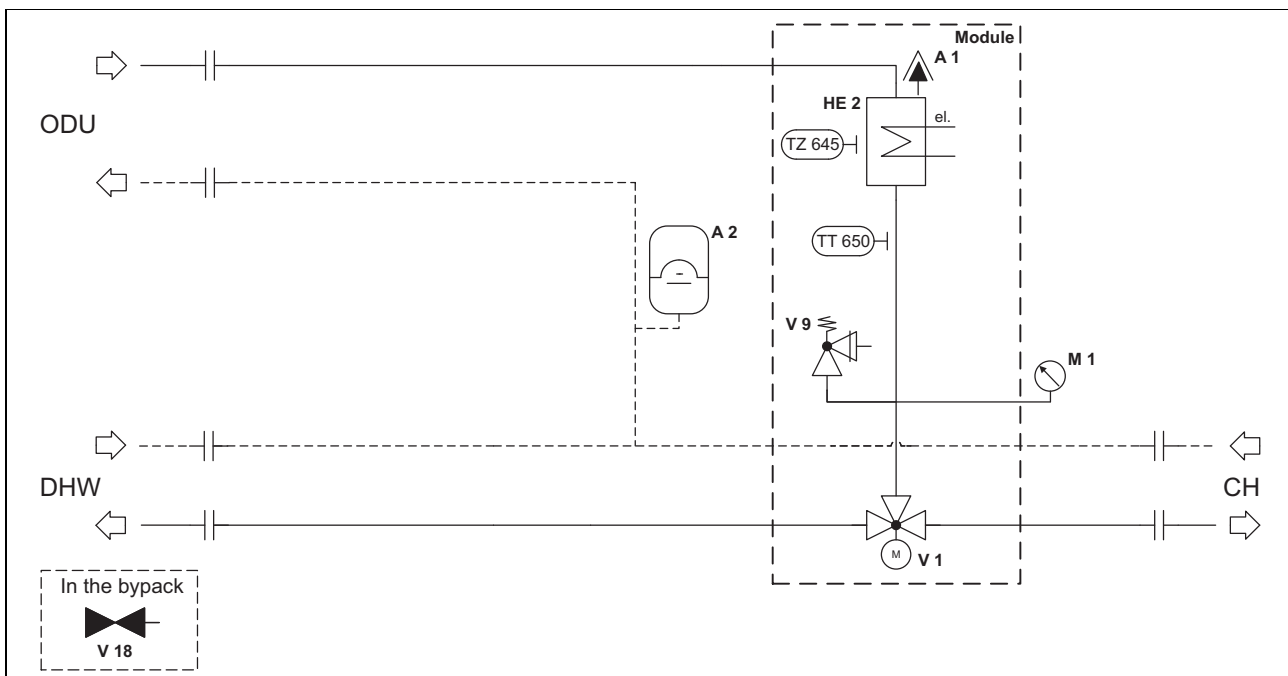 Module
A 1
HE 2
el.
ODU
TZ 645
A 2
TT 650
V 9
M 1
DHW
CH
M
V 1
In the bypack
V 18